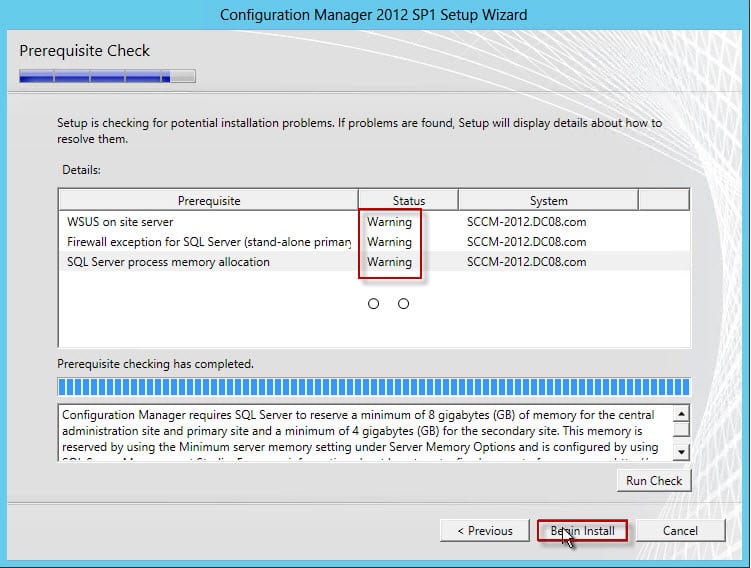 Configuration Manager 2012 SP1 Setup Wizard
Prerequisite Check
Setup is checking for potential installation problems. If problems are found, Setup will display details about how to
resolve them.
Details:
Prerequisite Status System
WSUS on site server Warning SCCM-2012.DC08.com
Firewall exception for SQL Server (stand-alone primary Warning SCCM-2012.DC08.com
SQL Server process memory allocation Warning SCCM-2012.DC08.com
Prerequisite checking has completed.
Configuration Manager requires SQL Server to reserve a minimum of 8 gigabytes (GB) of memory for the central
administration site and primary site and a minimum of 4 gigabytes (GB) for the secondary site. This memory is
reserved by using the Minimum server memory setting under Server Memory Options and is configured by using
Run Check
< Previous Begin Install Cancel